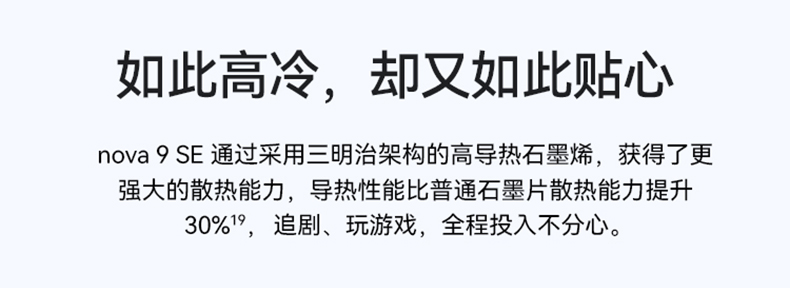 如此高冷，却又如此贴心
nova 9 SE 通过采用三明治架构的高导热石墨烯，获得了更
强大的散热能力，导热性能比普通石墨片散热能力提升
30%¹⁹， 追剧、玩游戏，全程投入不分心。